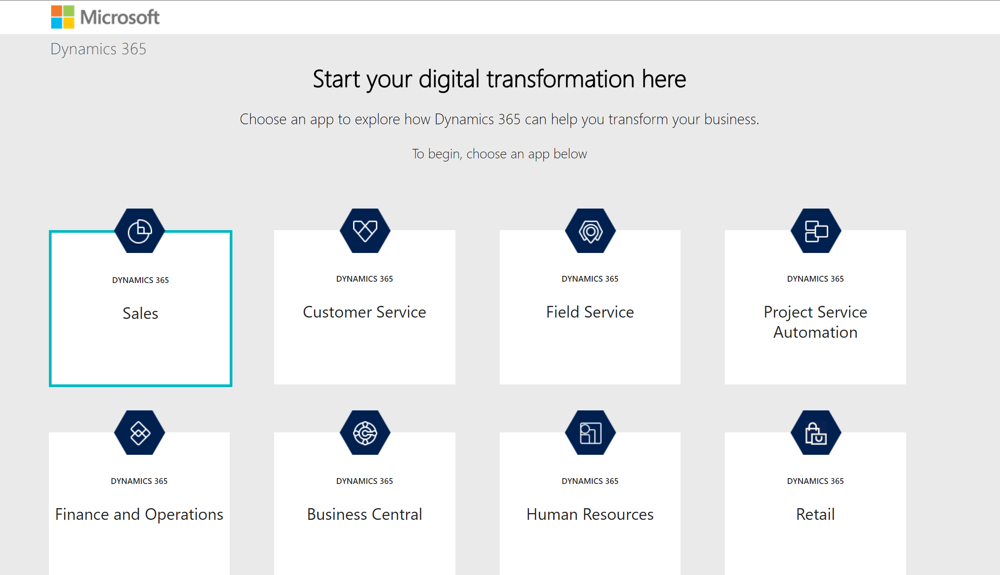 Microsoft
Dynamics 365
Start your digital transformation here
Choose an app to explore how Dynamics 365 can help you transform your business.
To begin, choose an app below
DYNAMICS 365
Sales
DYNAMICS 365
Customer Service
DYNAMICS 365
Field Service
DYNAMICS 365
Project Service
Automation
DYNAMICS 365
Finance and Operations
DYNAMICS 365
Business Central
DYNAMICS 365
Human Resources
DYNAMICS 365
Retail